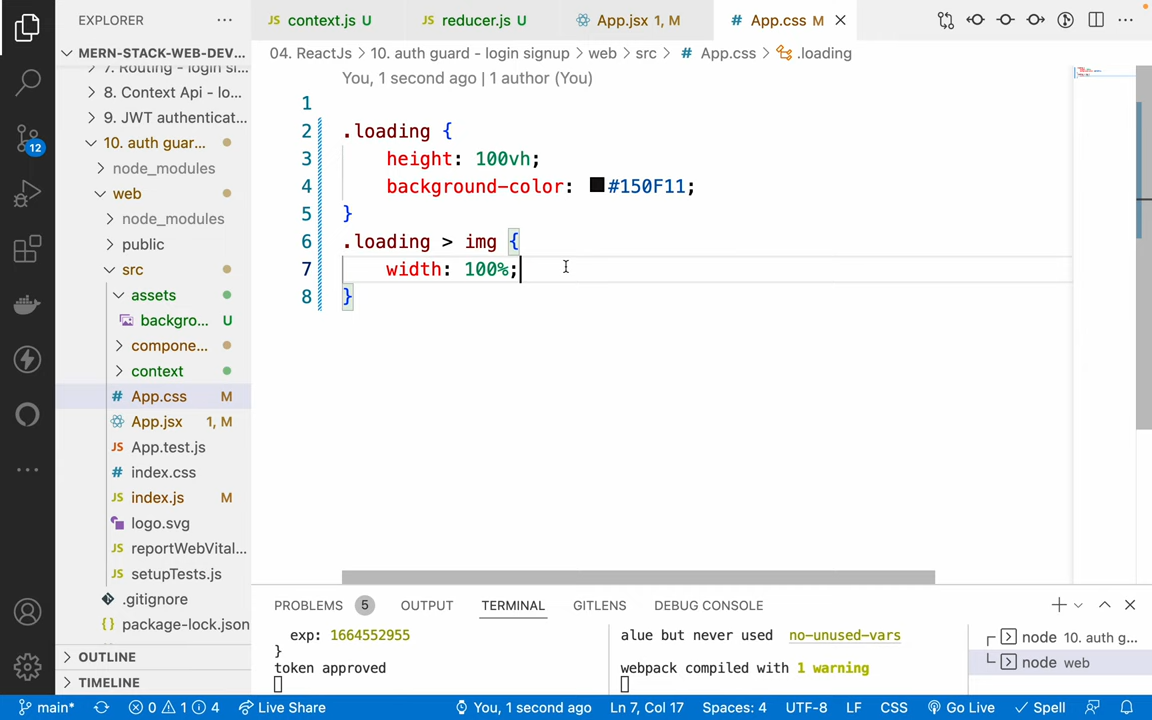 EXPLORER ...
context.js U
reducer.js U
App.jsx 1, M
App.css M
MERN-STACK-WEB-DEV...
04. ReactJs > 10. auth guard - login signup > web > src > # App.css > .loading
7. Routing - login si...
8. Context Api - lo...
9. JWT authenticat...
10. auth guar...
node_modules
web
node_modules
public
src
assets
backgro... U
compone...
context
# App.css M
App.jsx 1, M
JS App.test.js
# index.css
JS index.js M
logo.svg
JS reportWebVital...
JS setupTests.js
.gitignore
{} package-lock.json
OUTLINE
TIMELINE
12
You, 1 second ago | 1 author (You)
1
2 .loading {
3 height: 100vh;
4 background-color: #150F11;
5 }
6 .loading > img {
7 width: 100%;
8 }
PROBLEMS 5 OUTPUT TERMINAL GITLENS DEBUG CONSOLE
exp: 1664552955
}
token approved
alue but never used no-unused-vars
webpack compiled with 1 warning
node 10. auth g...
node web
main* 0 1 4 Live Share You, 1 second ago Ln 7, Col 17 Spaces: 4 UTF-8 LF CSS Go Live Spell